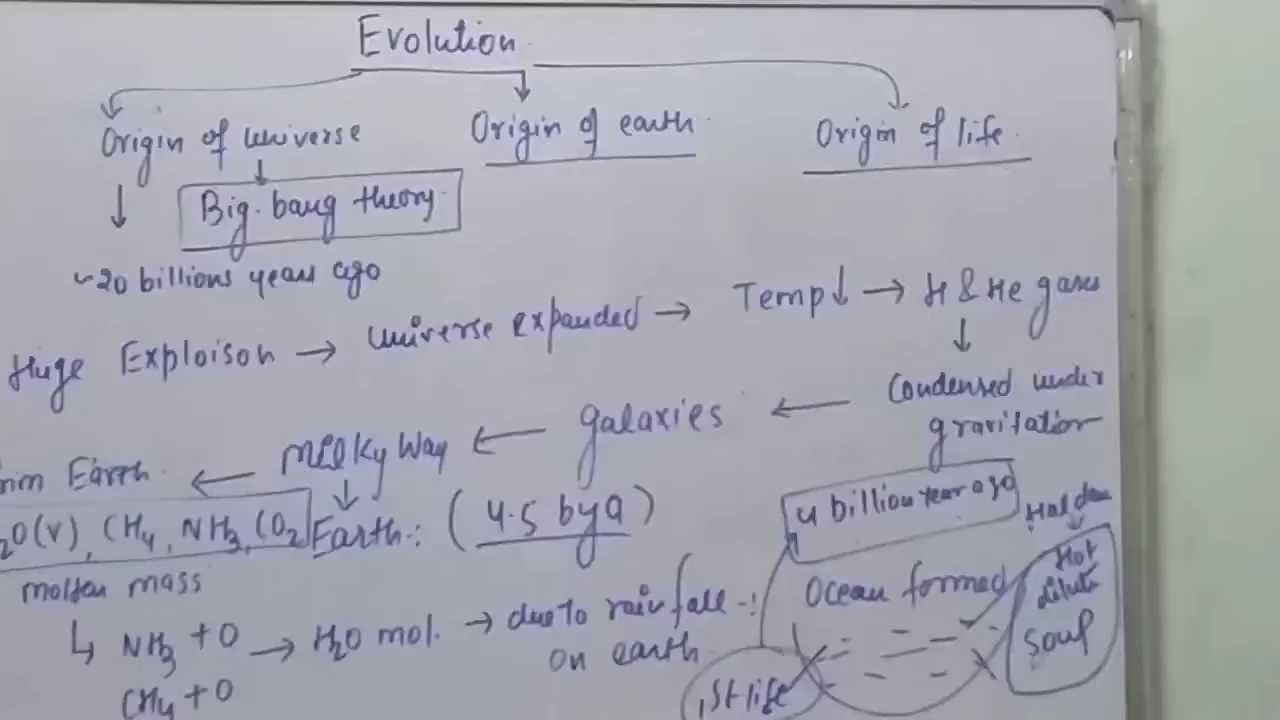 Evolution
Origin of universe
Origin of earth
Origin of life
Big-bang theory
~20 billions years ago
Huge Exploison → Universe expanded → Temp↓ → H & He gases
Condensed under
gravitation
galaxies
Milky Way
Earth
Earth:- (4.5 bya)
2O(v), CH4, NH3, CO2
molten mass
4 billion year ago
Ocean formed
Hot
dilute
Soup
↳ NH3 + O → H2O mol. → due to rainfall -:
on earth
CH4 + O
1st life